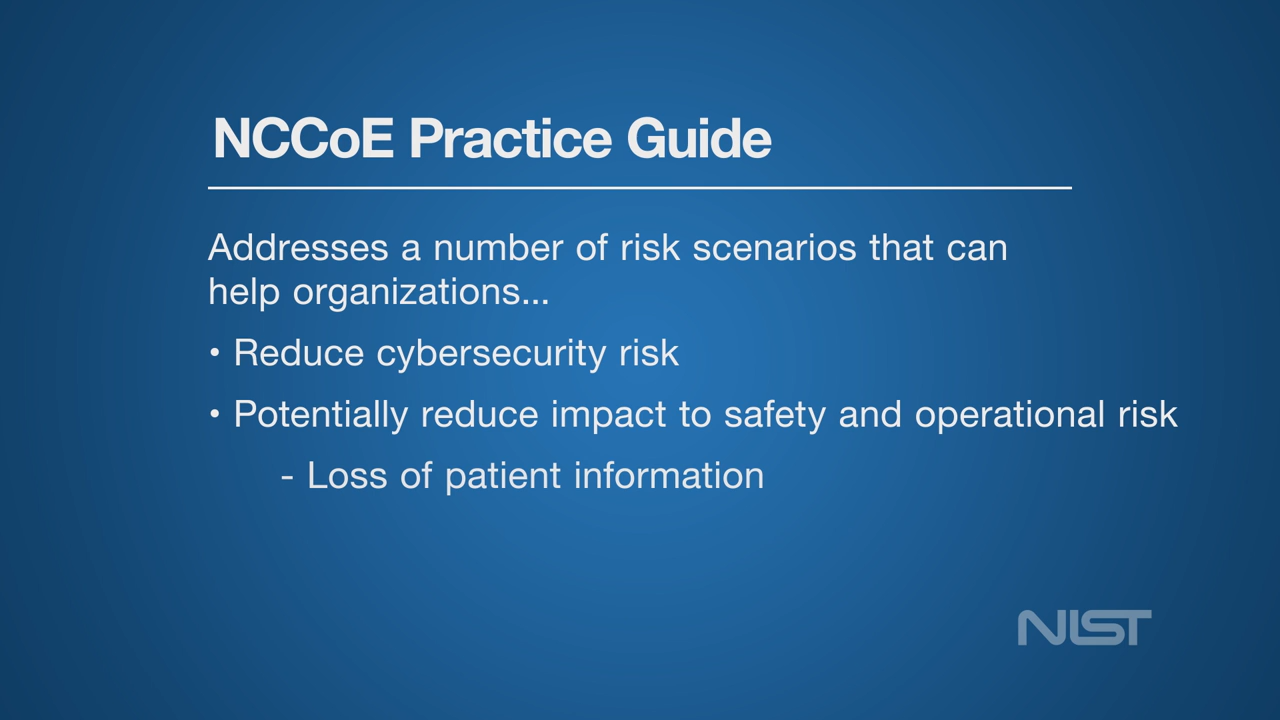 NCCoE Practice Guide
Addresses a number of risk scenarios that can
help organizations...
• Reduce cybersecurity risk
• Potentially reduce impact to safety and operational risk
- Loss of patient information
NIST